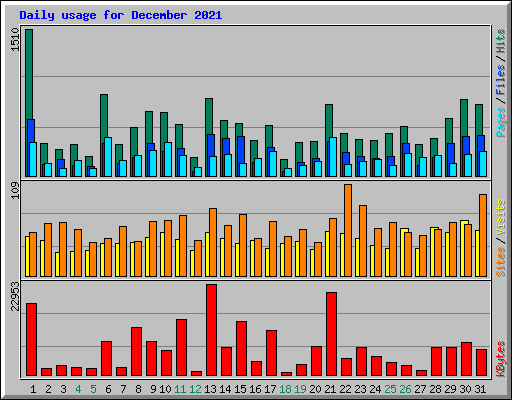 Daily usage for December 2021
1510
Pages / Files / Hits
109
Sites / Visits
22953
KBytes
1 2 3 4 5 6 7 8 9 10 11 12 13 14 15 16 17 18 19 20 21 22 23 24 25 26 27 28 29 30 31